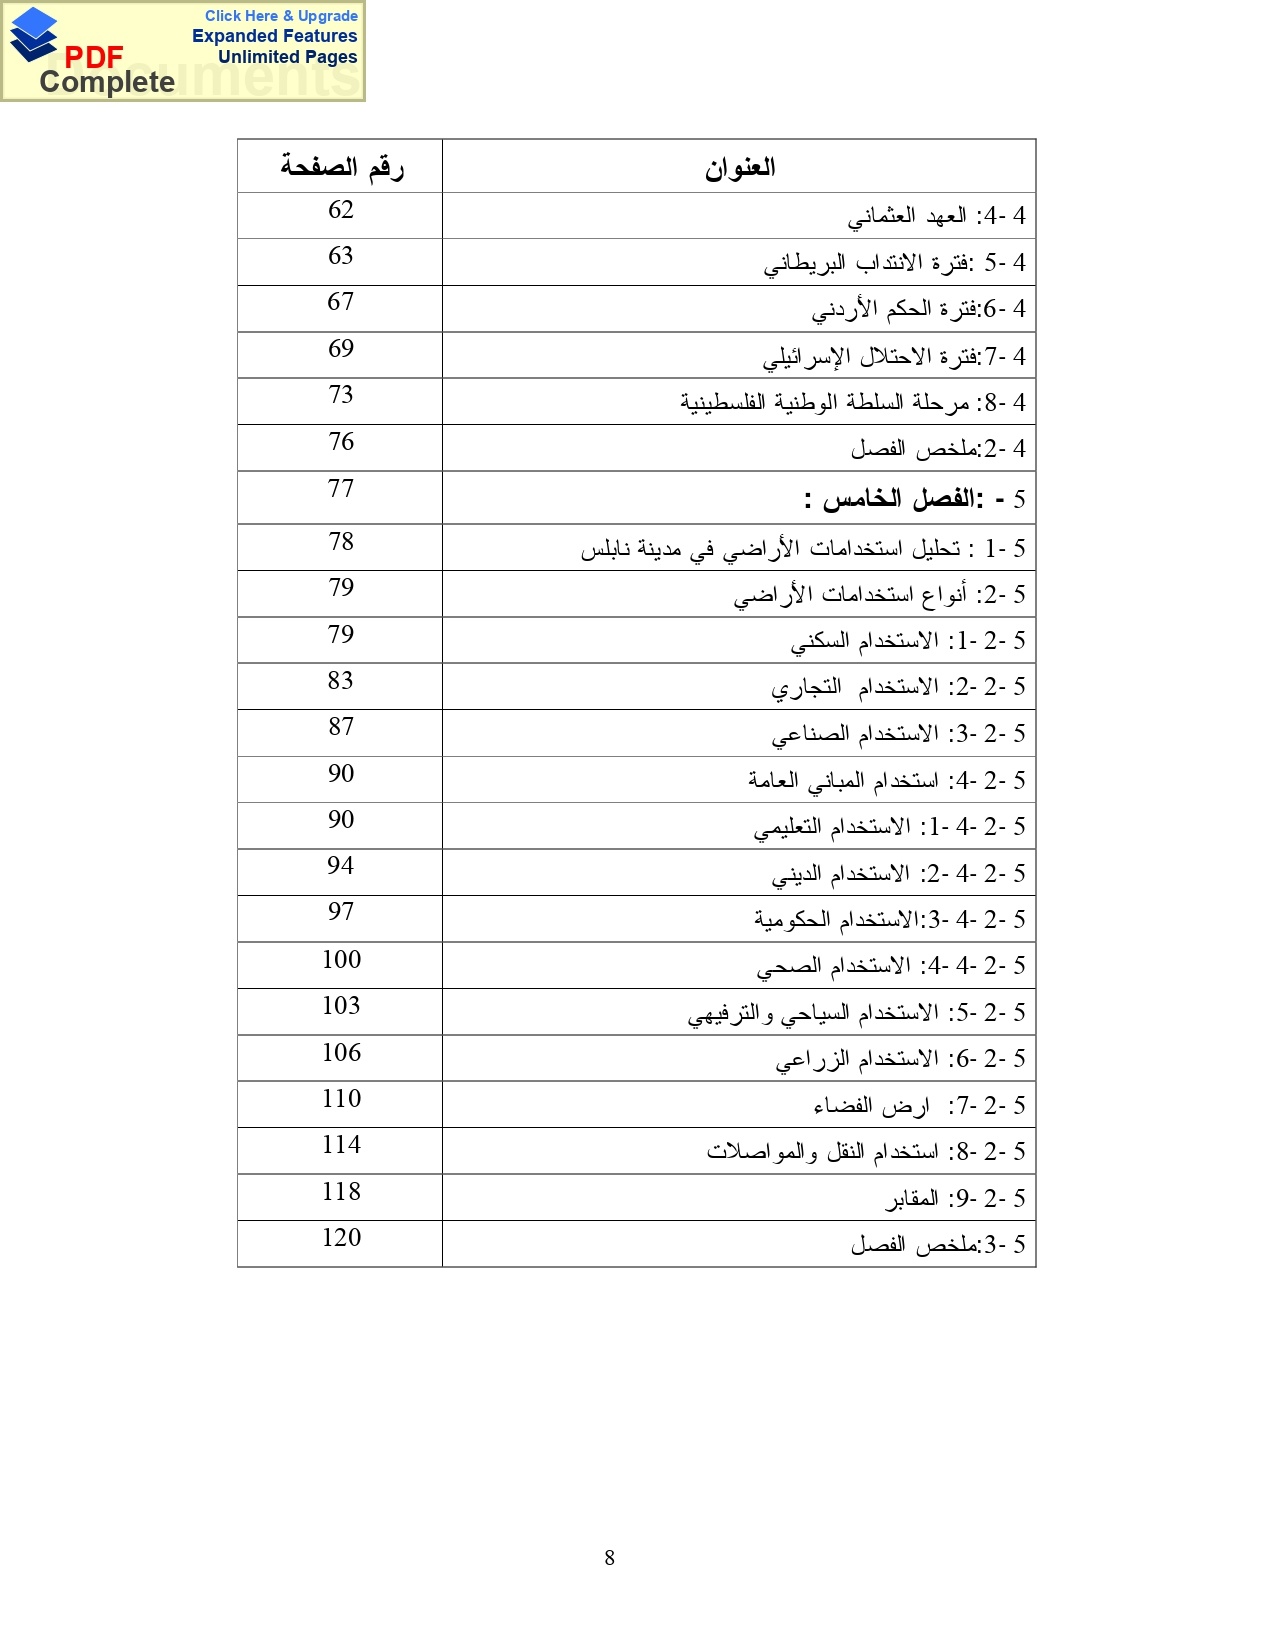 Click Here & Upgrade
Expanded Features
Unlimited Pages
PDF
Complete
Documents
العنوان	رقم الصفحة
4 -4: العهد العثماني	62
4 -5 :فترة الانتداب البريطاني	63
4 -6:فترة الحكم الأردني	67
4 -7:فترة الاحتلال الإسرائيلي	69
4 -8: مرحلة السلطة الوطنية الفلسطينية	73
4 -2:ملخص الفصل	76
5 - :الفصل الخامس :	77
5 -1 : تحليل استخدامات الأراضي في مدينة نابلس	78
5 -2: أنواع استخدامات الأراضي	79
5 -2 -1: الاستخدام السكني	79
5 -2 -2: الاستخدام التجاري	83
5 -2 -3: الاستخدام الصناعي	87
5 -2 -4: استخدام المباني العامة	90
5 -2 -4 -1: الاستخدام التعليمي	90
5 -2 -4 -2: الاستخدام الديني	94
5 -2 -4 -3:الاستخدام الحكومية	97
5 -2 -4 -4: الاستخدام الصحي	100
5 -2 -5: الاستخدام السياحي والترفيهي	103
5 -2 -6: الاستخدام الزراعي	106
5 -2 -7: ارض الفضاء	110
5 -2 -8: استخدام النقل والمواصلات	114
5 -2 -9: المقابر	118
5 -3:ملخص الفصل	120
8